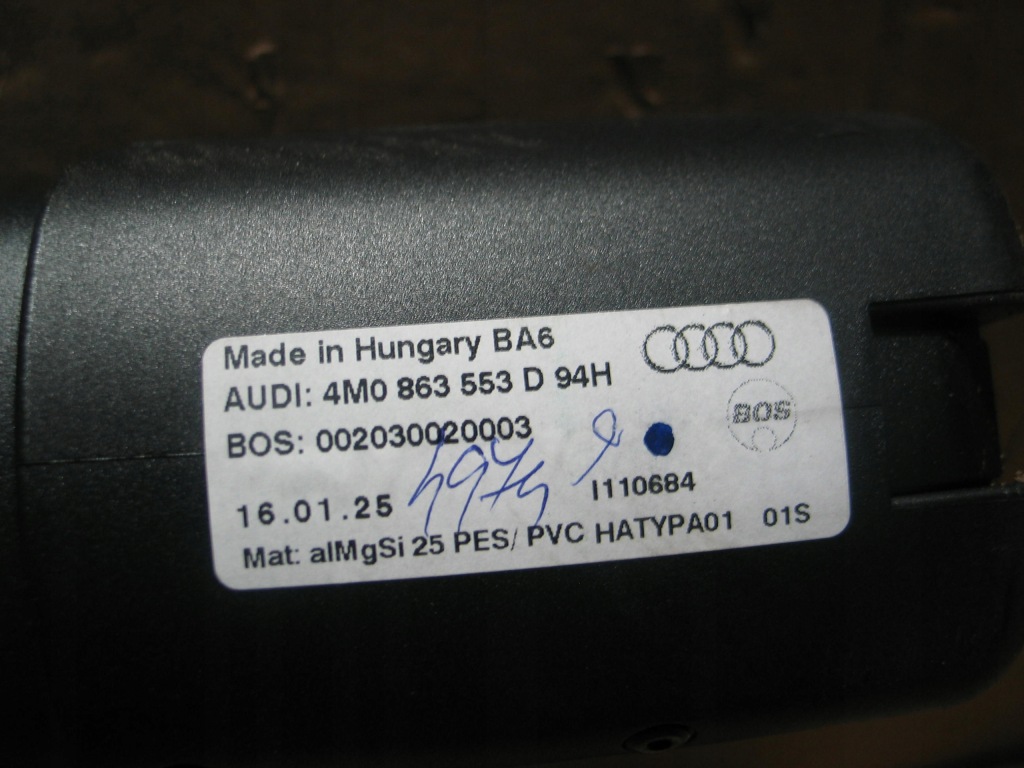 Made in Hungary BA6
AUDI: 4M0 863 553 D 94H
BOS
BOS: 002030020003
16.01.25
I110684
Mat: alMgSi 25 PES/ PVC HATYPA01 01S